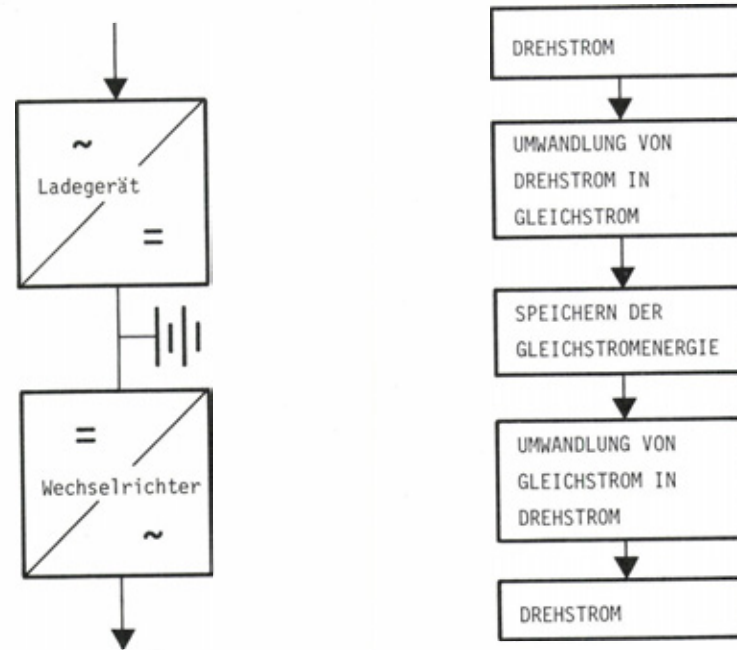 ~
Ladegerät
=
=
Wechselrichter
~
DREHSTROM
UMWANDLUNG VON
DREHSTROM IN
GLEICHSTROM
SPEICHERN DER
GLEICHSTROMENERGIE
UMWANDLUNG VON
GLEICHSTROM IN
DREHSTROM
DREHSTROM